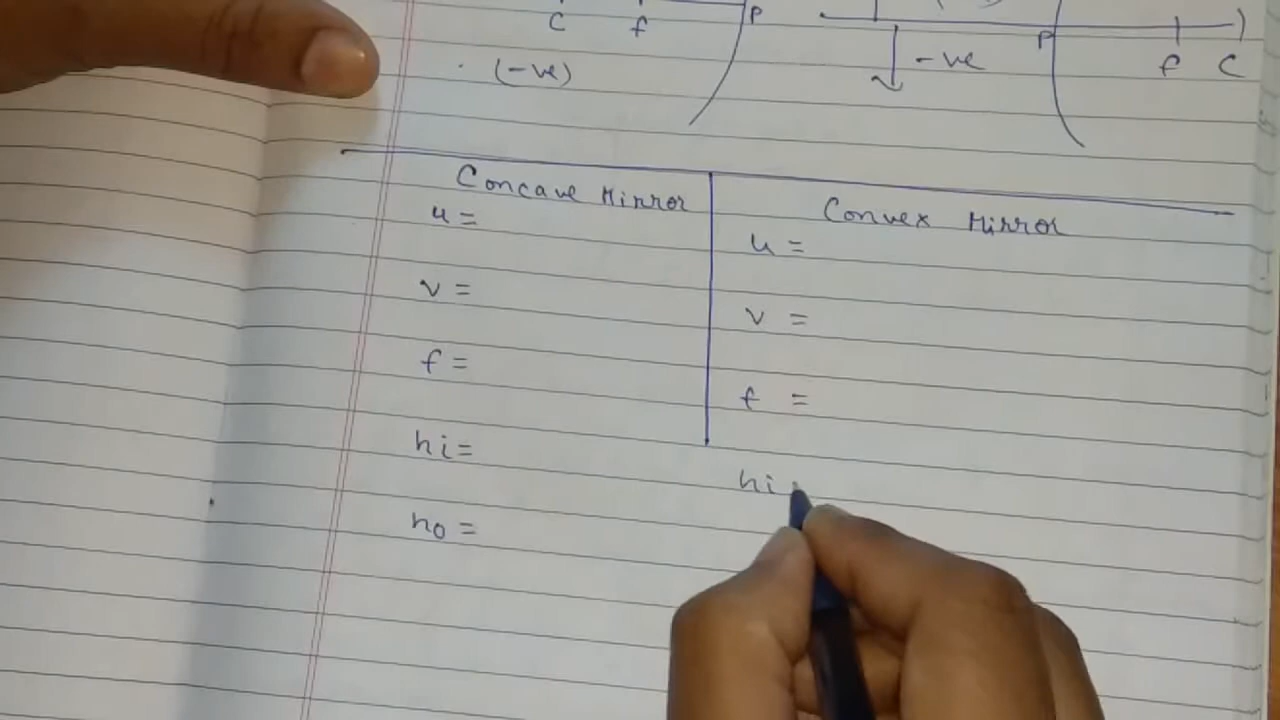 C f P
(-ve)
P f C
-ve
Concave Mirror
u =
v =
f =
hi =
ho =
Convex Mirror
u =
v =
f =
hi